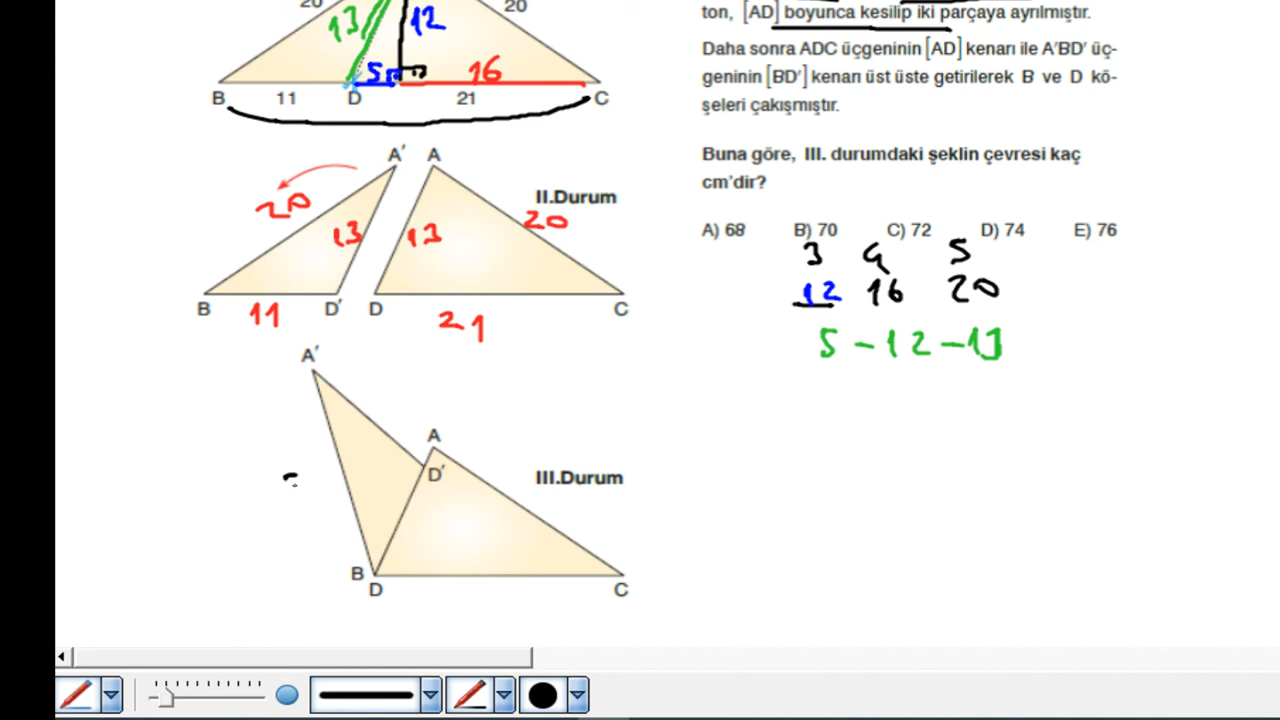 20
20
13
12
5
16
B 11 D 21 C
A' A
20
13
13
20
II.Durum
B
11
D' D
21
C
A'
A
D'
III.Durum
B
D
C
ton, [AD] boyunca kesilip iki parçaya ayrılmıştır.
Daha sonra ADC üçgeninin [AD] kenarı ile A'BD' üç-
geninin [BD'] kenarı üst üste getirilerek B ve D kö-
şeleri çakışmıştır.
Buna göre, III. durumdaki şeklin çevresi kaç
cm'dir?
A) 68 B) 70 C) 72 D) 74 E) 76
3 4 5
12 16 20
5 - 12 - 13